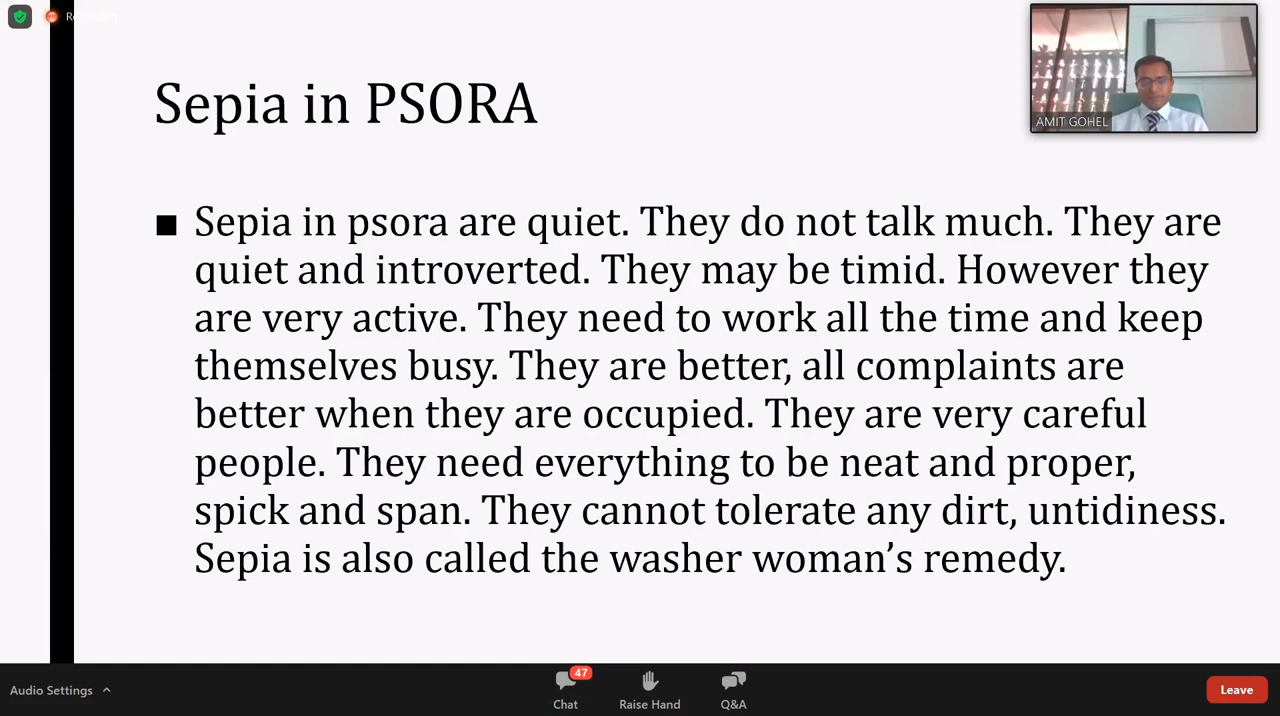 Sepia in PSORA
AMIT GOHEL
■ Sepia in psora are quiet. They do not talk much. They are
quiet and introverted. They may be timid. However they
are very active. They need to work all the time and keep
themselves busy. They are better, all complaints are
better when they are occupied. They are very careful
people. They need everything to be neat and proper,
spick and span. They cannot tolerate any dirt, untidiness.
Sepia is also called the washer woman’s remedy.
47
Audio Settings
Chat
Raise Hand
Q&A
Leave